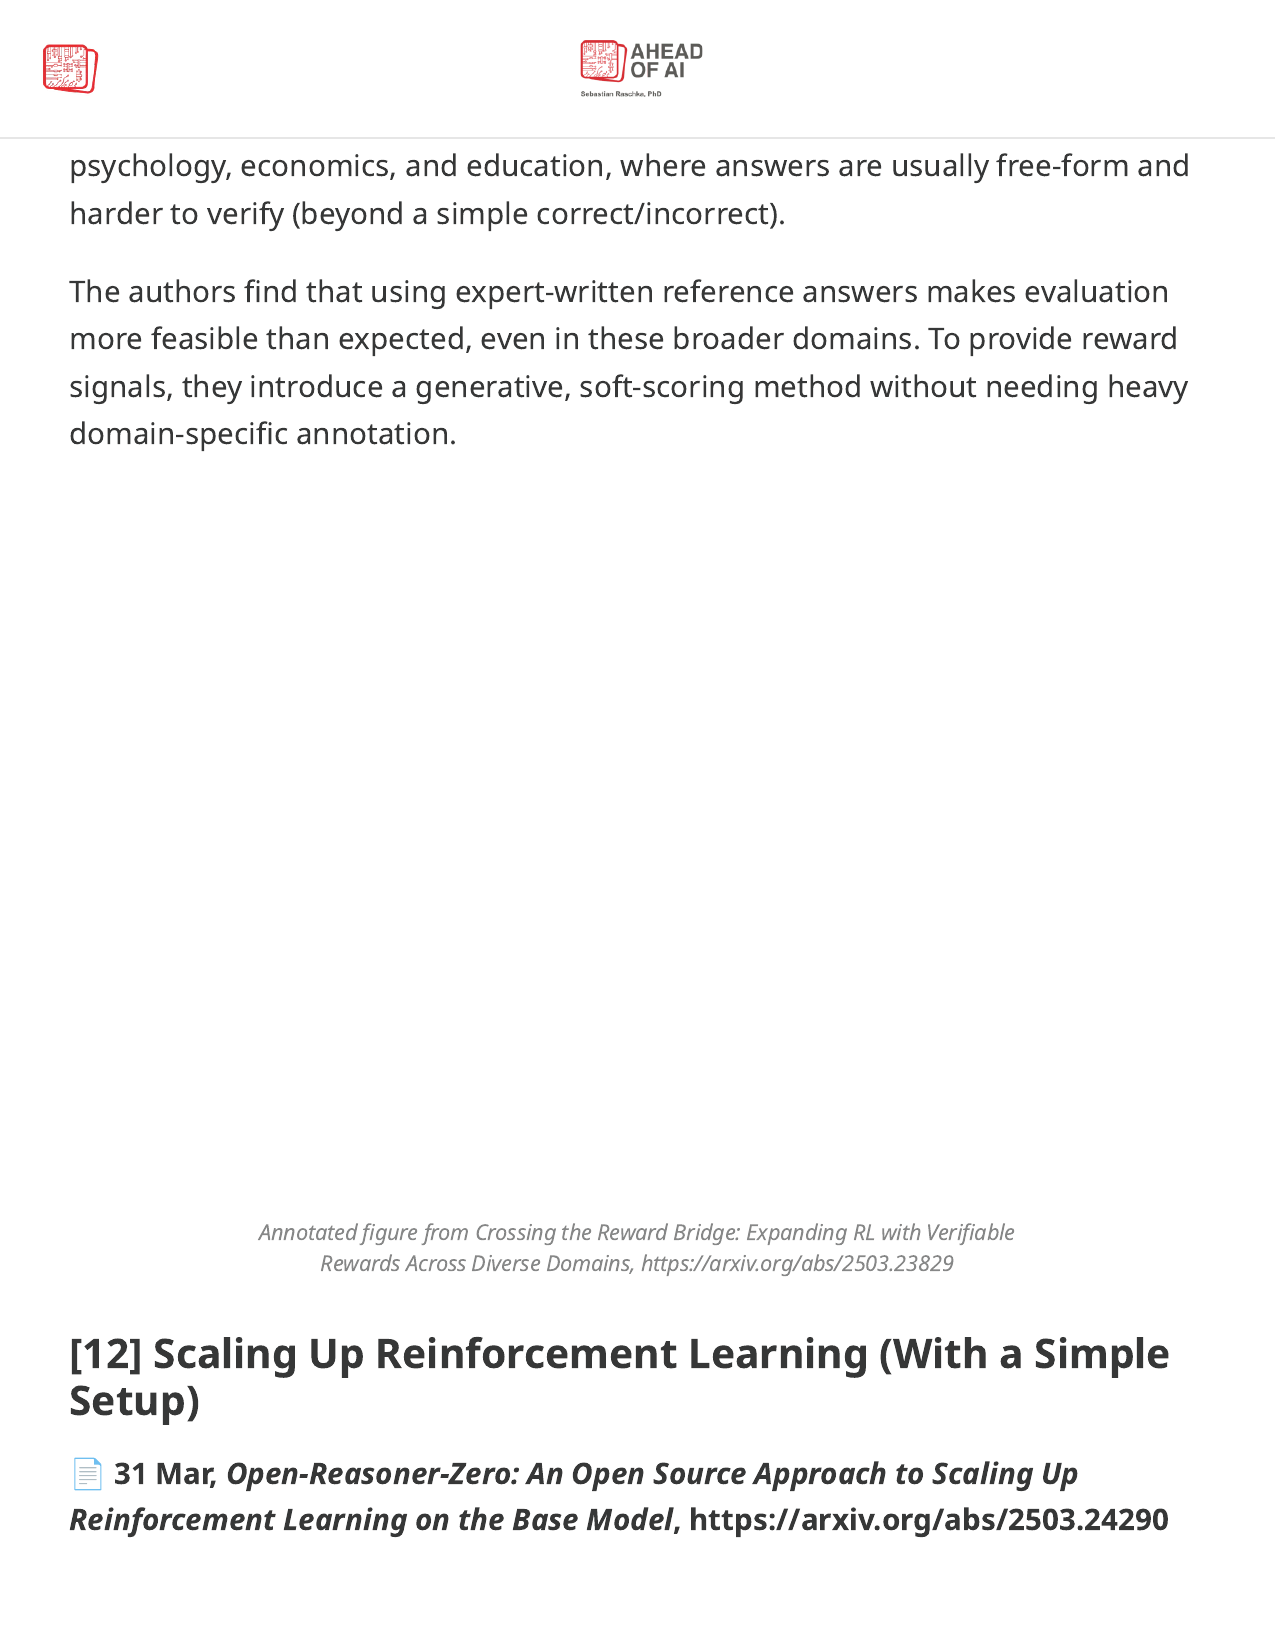 AHEAD
OF AI
Sebastian Raschka, PhD
psychology, economics, and education, where answers are usually free-form and
harder to verify (beyond a simple correct/incorrect).
The authors find that using expert-written reference answers makes evaluation
more feasible than expected, even in these broader domains. To provide reward
signals, they introduce a generative, soft-scoring method without needing heavy
domain-specific annotation.
Annotated figure from Crossing the Reward Bridge: Expanding RL with Verifiable
Rewards Across Diverse Domains, https://arxiv.org/abs/2503.23829
[12] Scaling Up Reinforcement Learning (With a Simple
Setup)
📄 31 Mar, Open-Reasoner-Zero: An Open Source Approach to Scaling Up
Reinforcement Learning on the Base Model, https://arxiv.org/abs/2503.24290